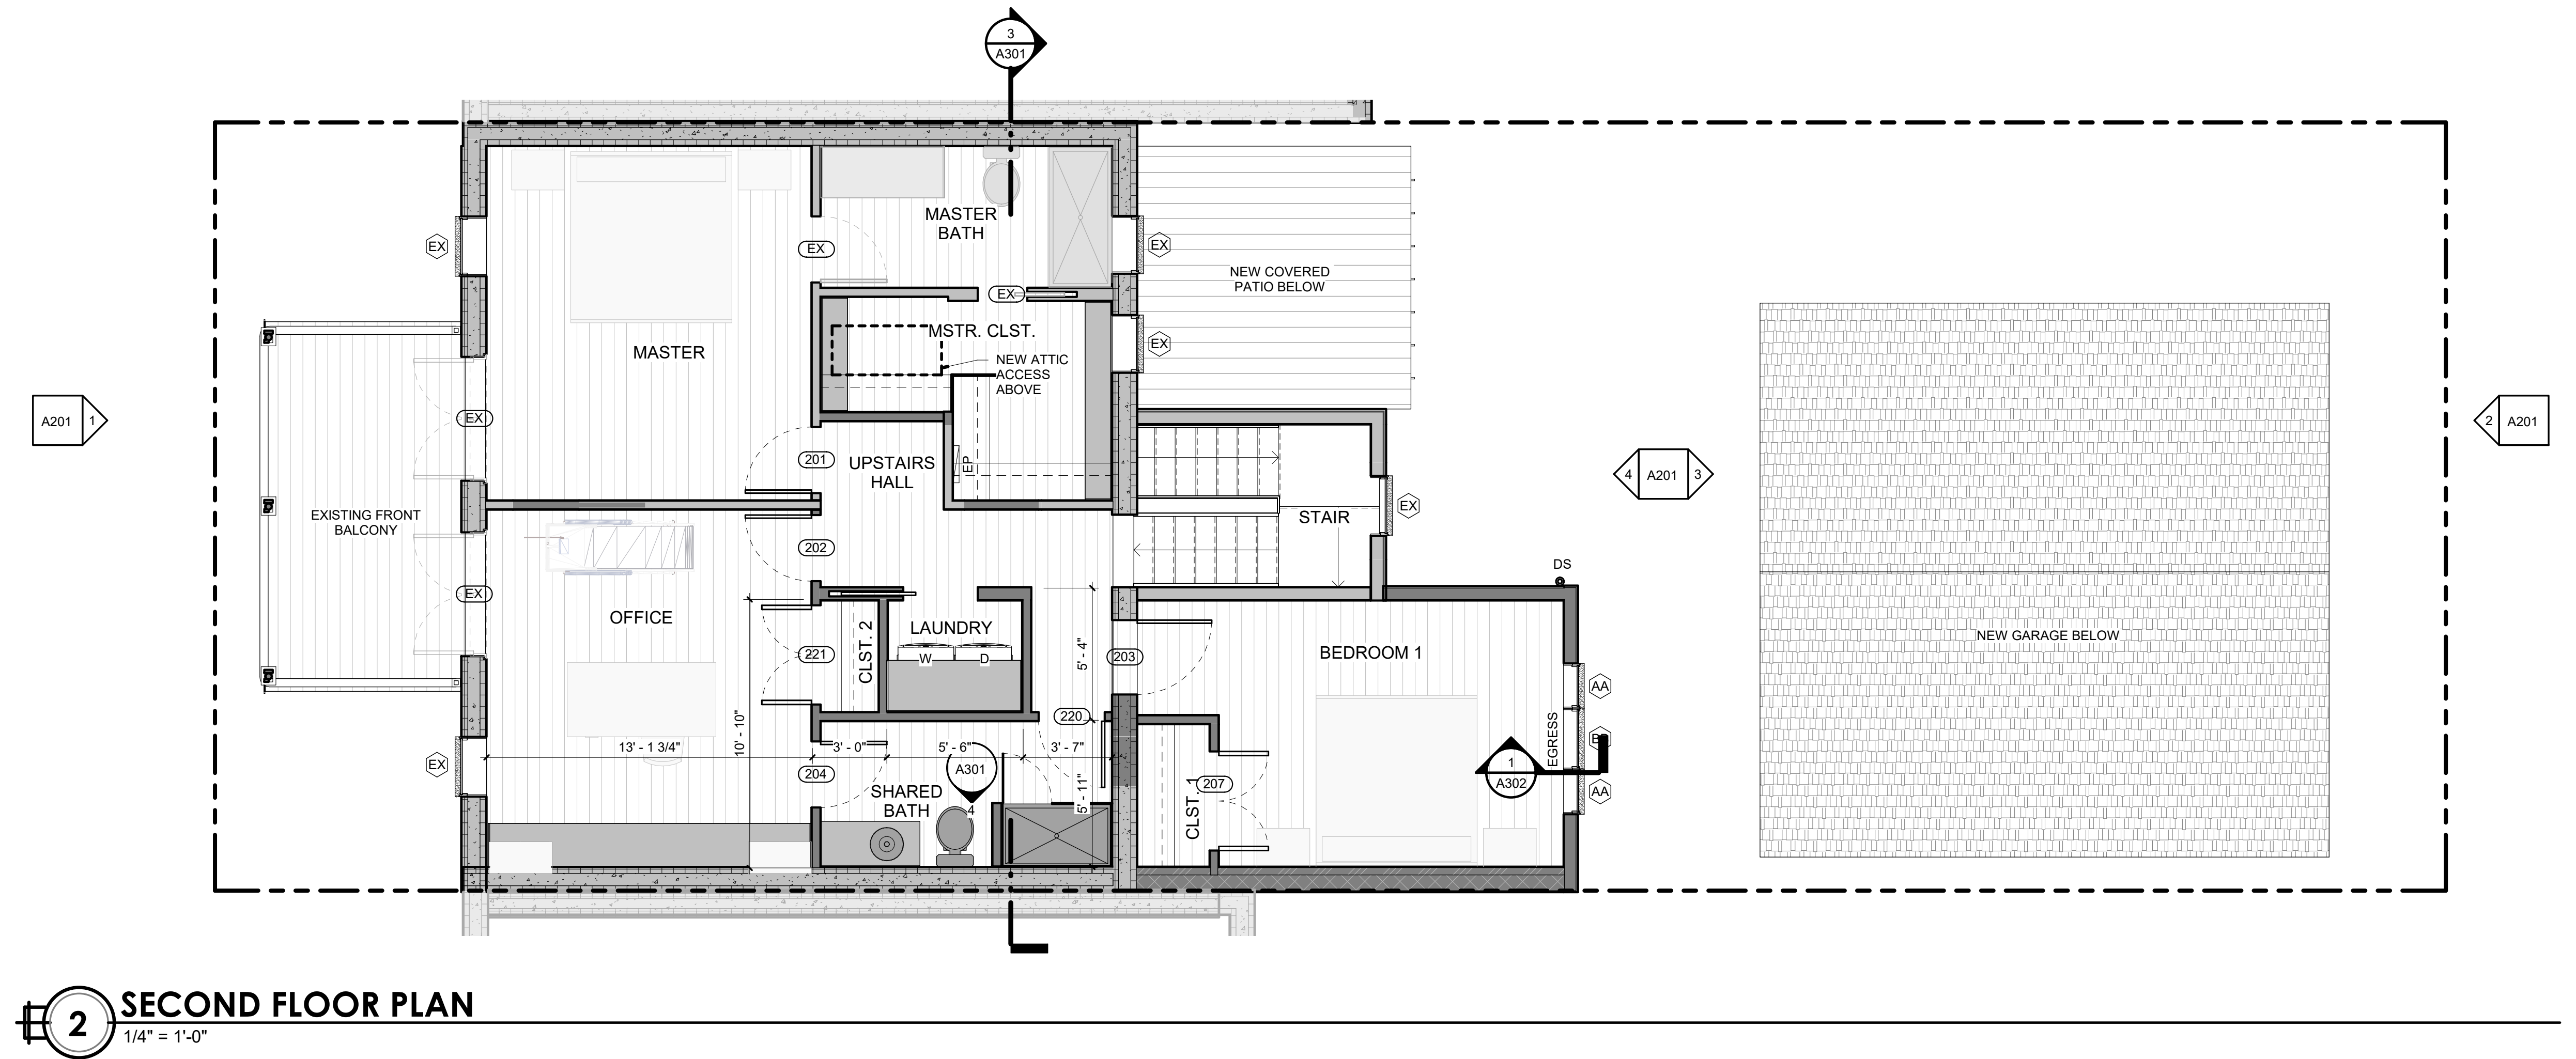 3
A301
EX
MASTER
BATH
EX
EX
NEW COVERED
PATIO BELOW
EX
MSTR. CLST.
EX
MASTER
NEW ATTIC
ACCESS
ABOVE
A201 1
EX
2 A201
201
UPSTAIRS
HALL
EP
4 A201 3
EX
EXISTING FRONT
BALCONY
STAIR
202
DS
EX
OFFICE
LAUNDRY
NEW GARAGE BELOW
221
CLST. 2
W
D
5' - 4"
203
BEDROOM 1
AA
220
10' - 10"
EGRESS
13' - 1 3/4"
3' - 0"
5' - 6"
3' - 7"
EX
204
A301
4
5' - 11"
207
CLST. 1
1
A302
AA
SHARED
BATH
2
SECOND FLOOR PLAN
1/4" = 1'-0"